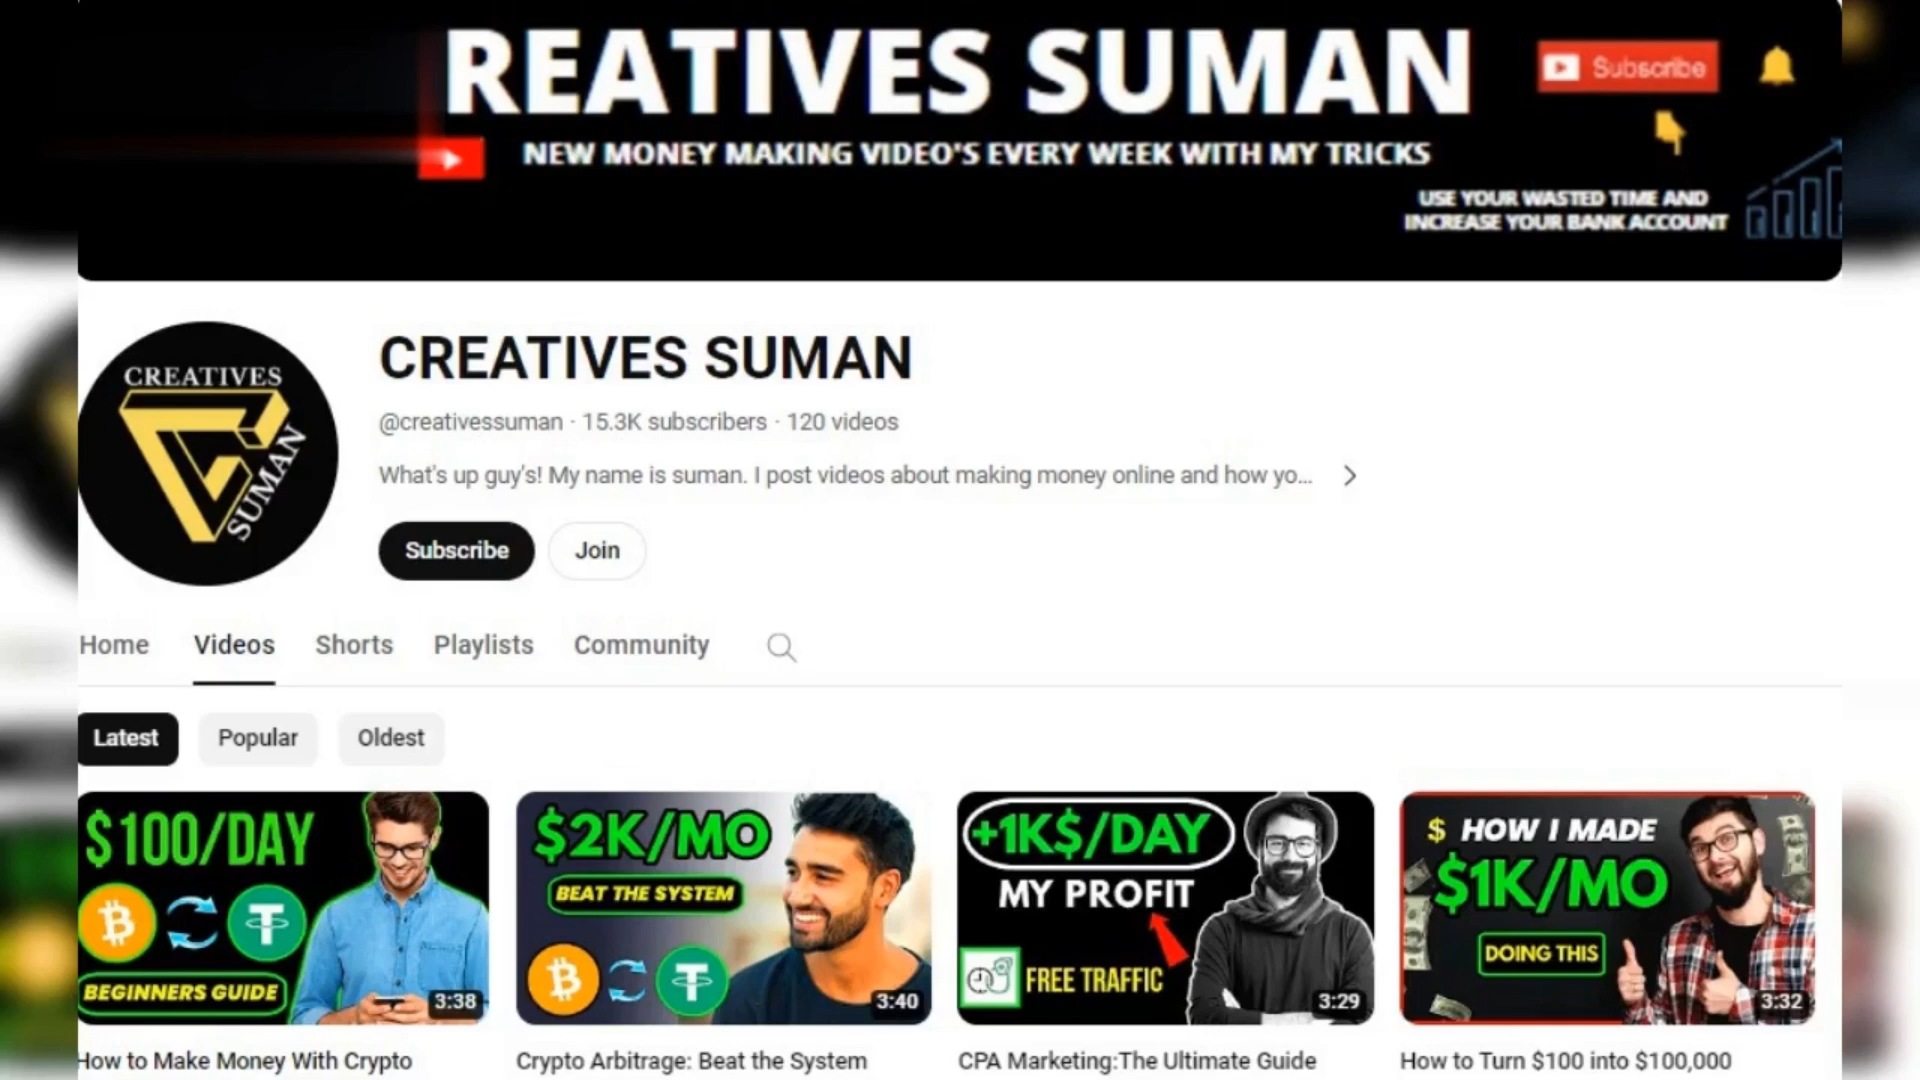 REATIVES SUMAN
Subscribe
NEW MONEY MAKING VIDEO'S EVERY WEEK WITH MY TRICKS
USE YOUR WASTED TIME AND
INCREASE YOUR BANK ACCOUNT
CREATIVES
SUMAN
CREATIVES SUMAN
@creativessuman · 15.3K subscribers · 120 videos
What's up guy's! My name is suman. I post videos about making money online and how yo...
Subscribe
Join
Home
Videos
Shorts
Playlists
Community
Latest
Popular
Oldest
$100/DAY
BEGINNERS GUIDE
3:38
How to Make Money With Crypto
$2K/MO
BEAT THE SYSTEM
3:40
Crypto Arbitrage: Beat the System
+1K$/DAY
MY PROFIT
FREE TRAFFIC
3:29
CPA Marketing:The Ultimate Guide
$ HOW I MADE
$1K/MO
DOING THIS
3:32
How to Turn $100 into $100,000